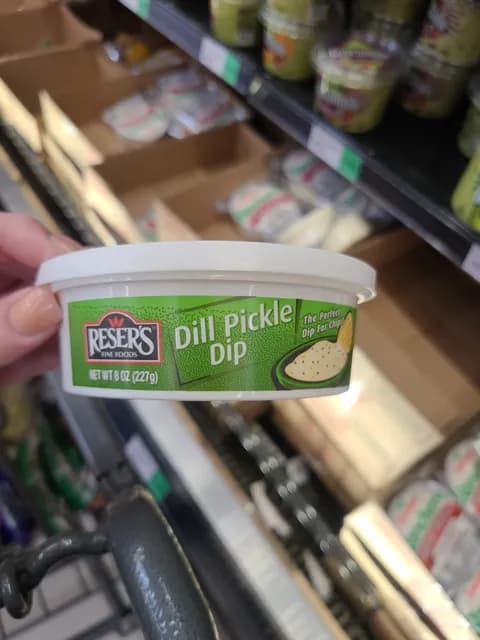 RESER'S
FINE FOODS
NET WT 8 OZ (227g)
Dill Pickle
Dip
The Perfect
Dip For Chips